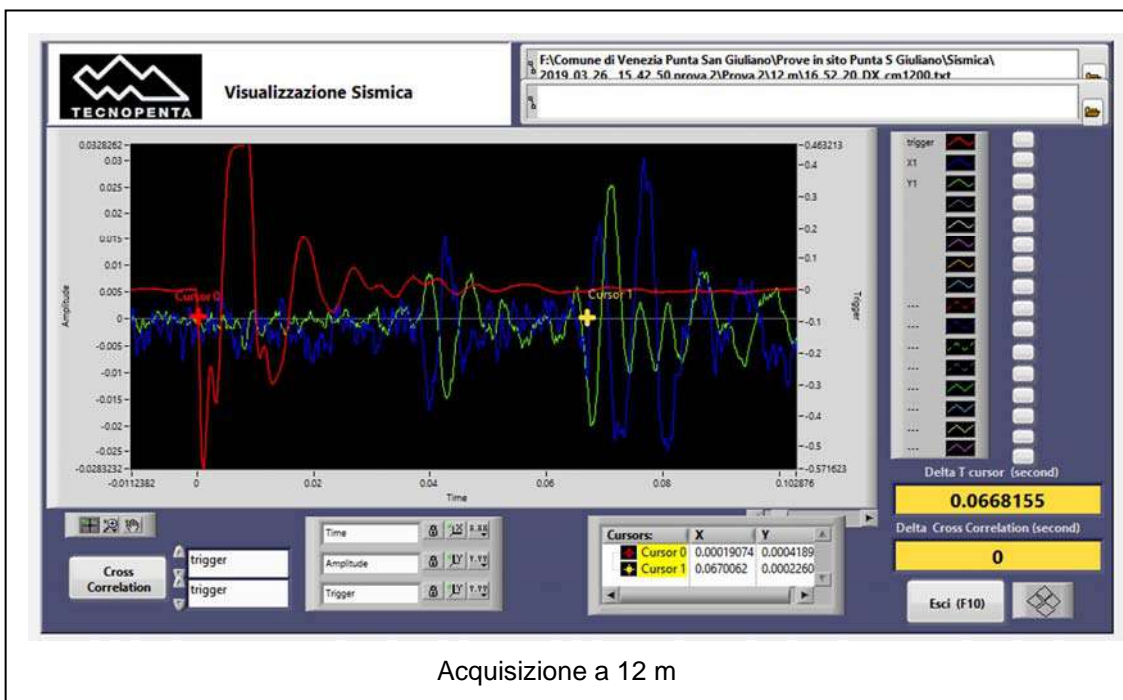 TECNOPENTA
Visualizzazione Sismica
F:\Comune di Venezia Punta San Giuliano\Prove in sito Punta S Giuliano\Sismica\
2019_03_26__15_42_50 prova 2\Prova 2\12 m\16_52_20_DX_cm1200.txt
0.0328262
0.03
0.025
0.02
0.015
0.01
0.005
0
-0.005
-0.01
-0.015
-0.02
-0.025
-0.0283232
Amplitude
Cursor 0
Cursor 1
-0.463213
-0.4
-0.3
-0.2
-0.1
-0
--0.1
--0.2
--0.3
--0.4
--0.5
--0.571623
Trigger
-0.0112382
0
0.02
0.04
0.06
0.08
0.102876
Time
trigger
X1
Y1
---
---
---
---
---
---
---
---
Delta T cursor (second)
0.0668155
Delta Cross Correlation (second)
0
Cross
Correlation
trigger
trigger
Time
Amplitude
Trigger
Cursors: X Y
Cursor 0 0.00019074 0.0004189
Cursor 1 0.0670062 0.0002260
Esci (F10)
Acquisizione a 12 m